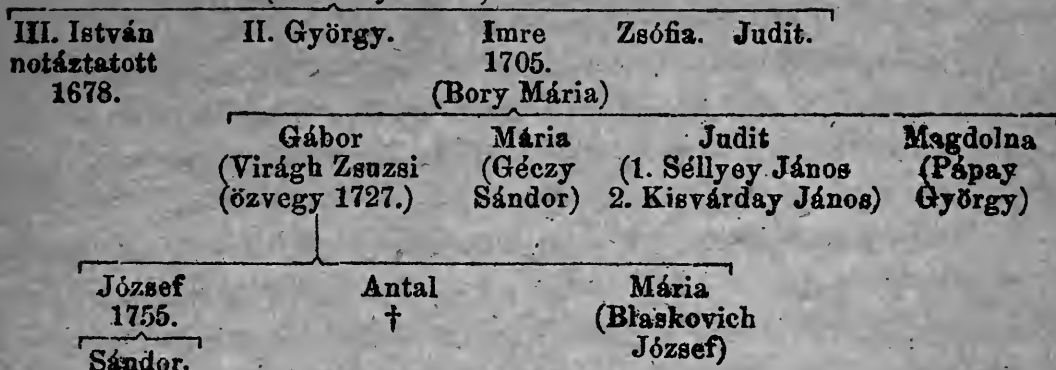 III. István II. György. Imre Zsófia. Judit.
notáztatott 1705.
1678. (Bory Mária)
Gábor Mária Judit Magdolna
(Virágh Zsuzsi (Géczy (1. Séllyey János (Pápay
(özvegy 1727.) Sándor) 2. Kisvárday János) György)
József Antal Mária
1755. † (Blaskovich
Sándor. József)